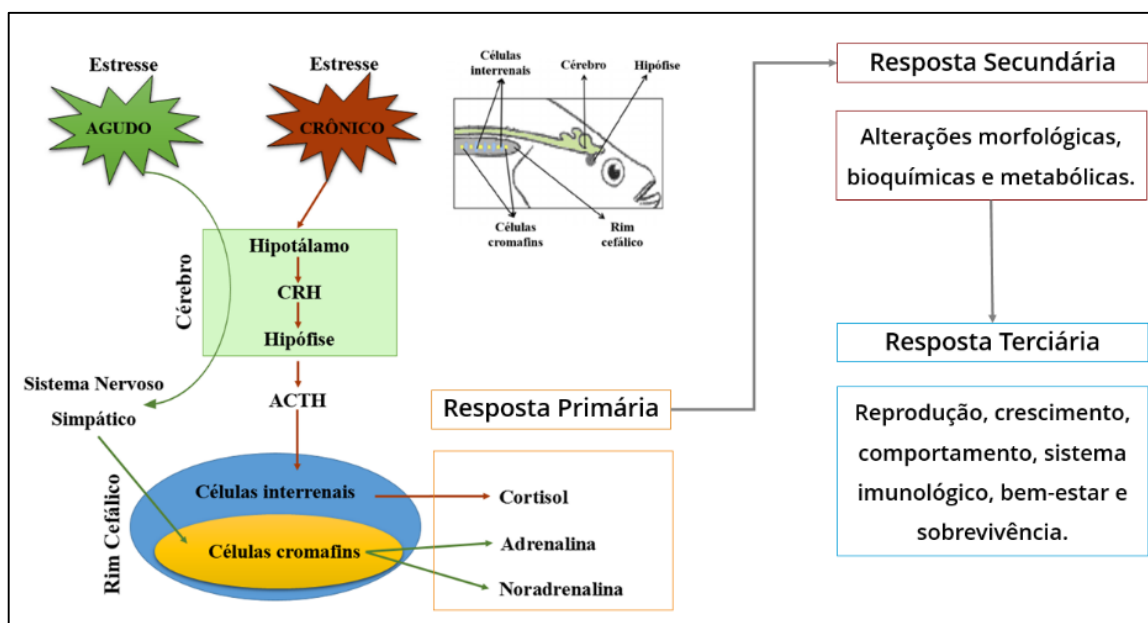 Estresse
AGUDO
Estresse
CRÔNICO
Células
interrenais
Cérebro
Hipófise
Células
cromafins
Rim
cefálico
Cérebro
Hipotálamo
CRH
Hipófise
Sistema Nervoso
Simpático
ACTH
Rim Cefálico
Células interrenais
Células cromafins
Resposta Primária
Cortisol
Adrenalina
Noradrenalina
Resposta Secundária
Alterações morfológicas,
bioquímicas e metabólicas.
Resposta Terciária
Reprodução, crescimento,
comportamento, sistema
imunológico, bem-estar e
sobrevivência.